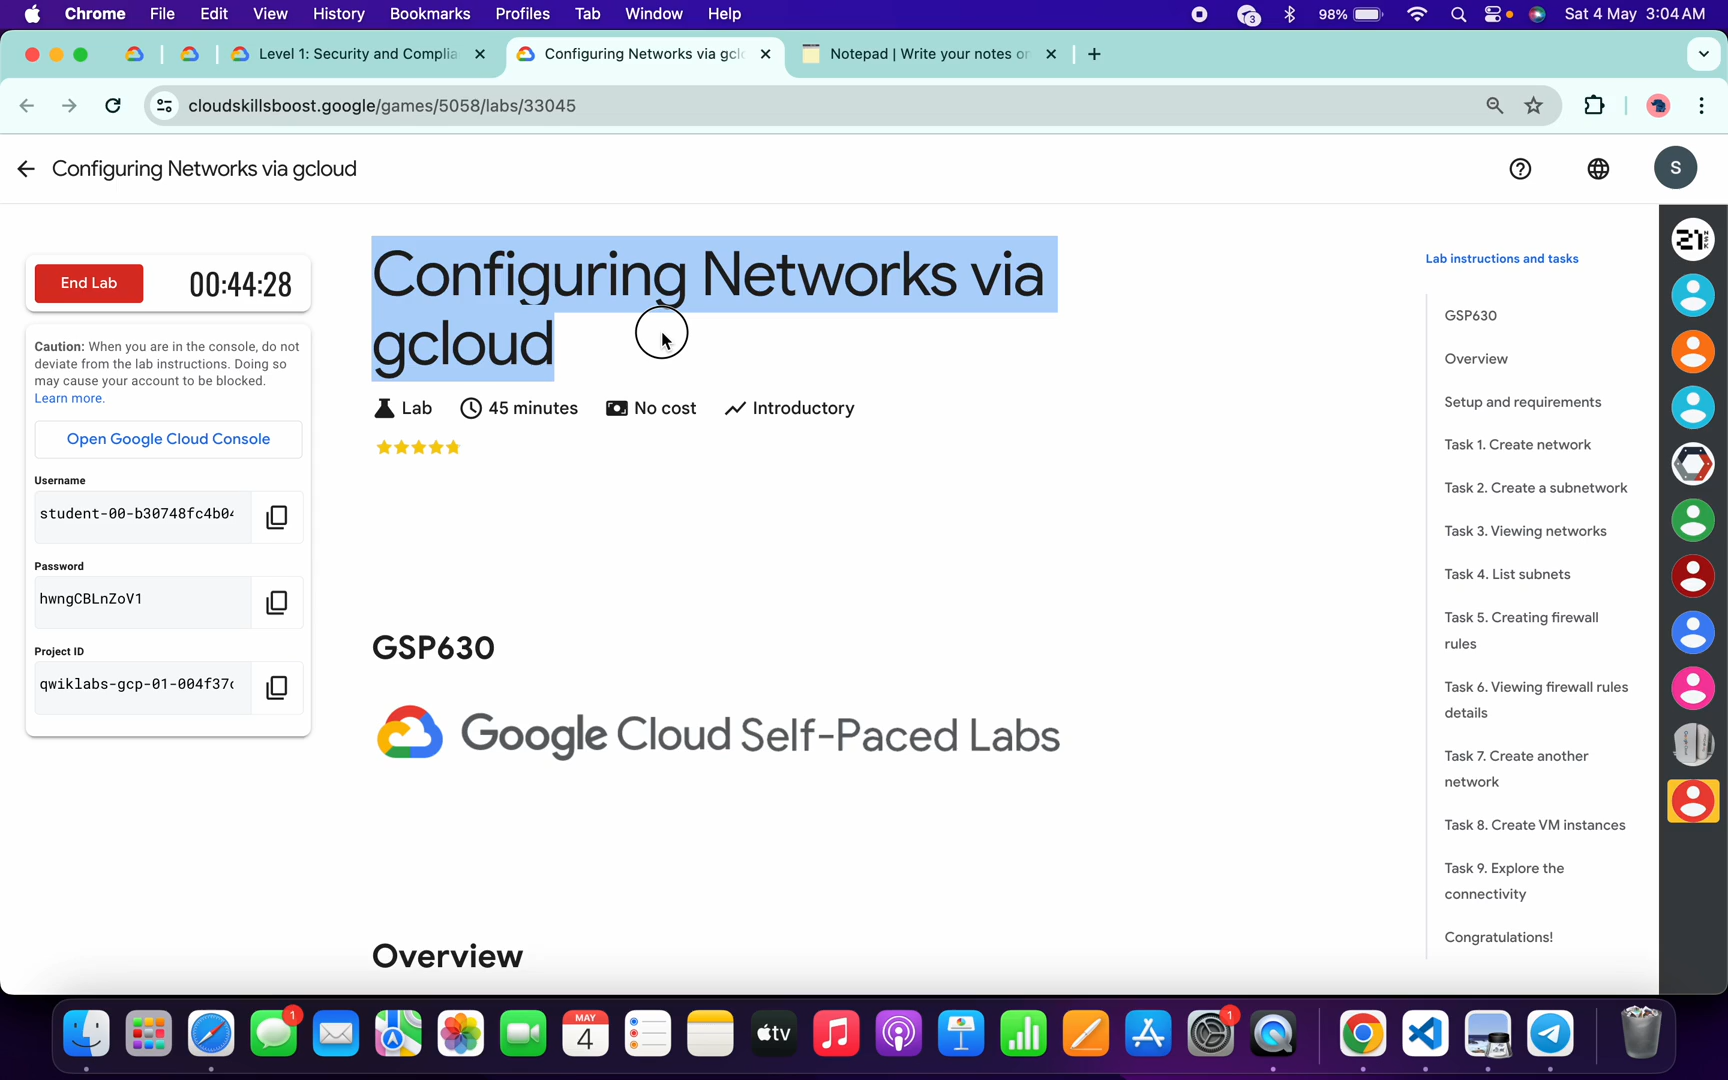 Chrome File Edit View History Bookmarks Profiles Tab Window Help 3 98% Sat 4 May 3:04 AM
Level 1: Security and Complia Configuring Networks via gclo Notepad | Write your notes on
cloudskillsboost.google/games/5058/labs/33045
Configuring Networks via gcloud S
End Lab 00:44:28
Caution: When you are in the console, do not
deviate from the lab instructions. Doing so
may cause your account to be blocked.
Learn more.
Open Google Cloud Console
Username
student-00-b30748fc4b04
Password
hwngCBLnZoV1
Project ID
qwiklabs-gcp-01-004f37c
Configuring Networks via
gcloud
Lab 45 minutes No cost Introductory
GSP630
Google Cloud Self-Paced Labs
Overview
Lab instructions and tasks
GSP630
Overview
Setup and requirements
Task 1. Create network
Task 2. Create a subnetwork
Task 3. Viewing networks
Task 4. List subnets
Task 5. Creating firewall
rules
Task 6. Viewing firewall rules
details
Task 7. Create another
network
Task 8. Create VM instances
Task 9. Explore the
connectivity
Congratulations!
1 MAY 4 tv 1